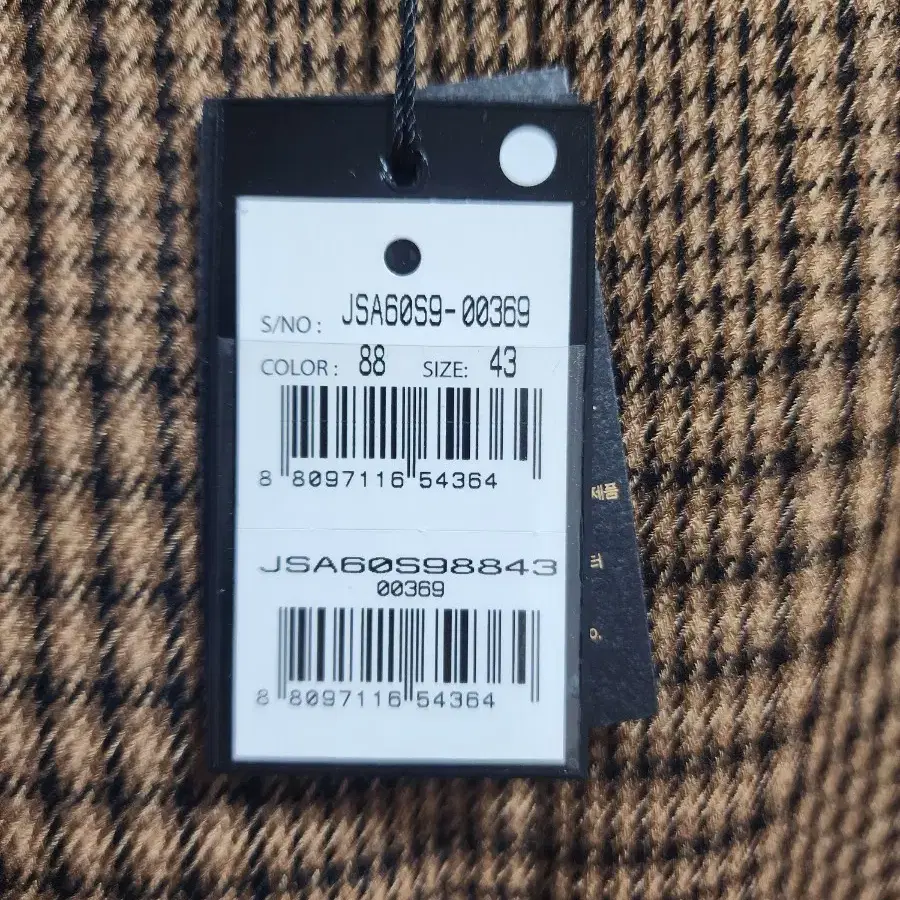 S/NO : JSA60S9-00369
COLOR : 88 SIZE: 43
8 8097116 54364
JSA60S98843
00369
8 8097116 54364